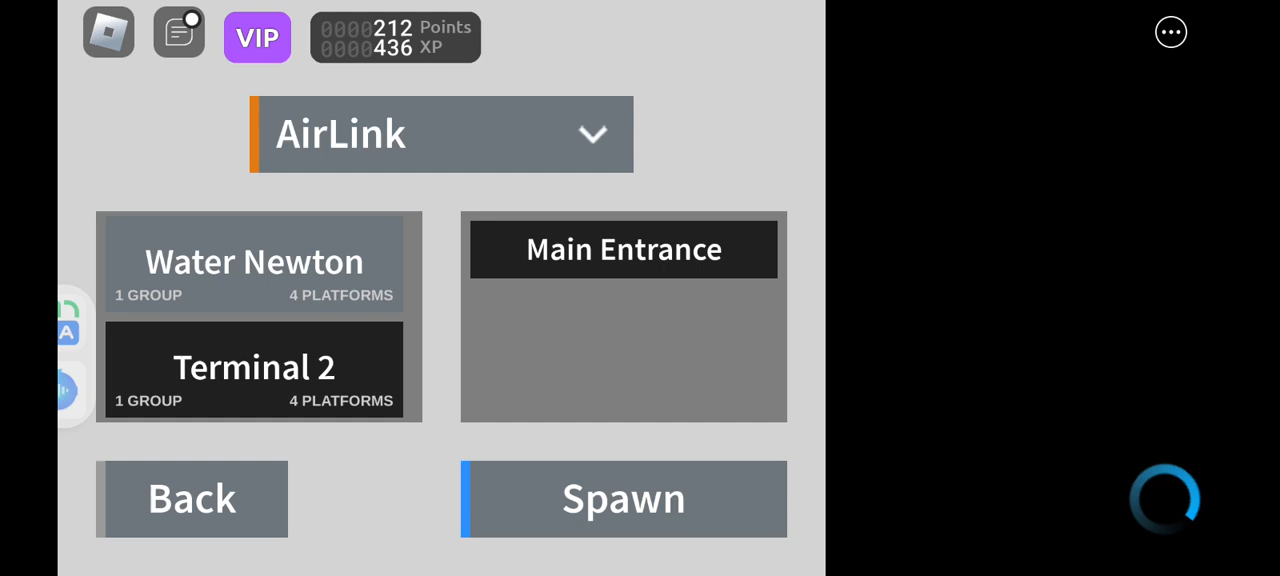 VIP
0000212 Points
0000436 XP
AirLink
Water Newton
1 GROUP 4 PLATFORMS
Terminal 2
1 GROUP 4 PLATFORMS
Main Entrance
A
Back
Spawn